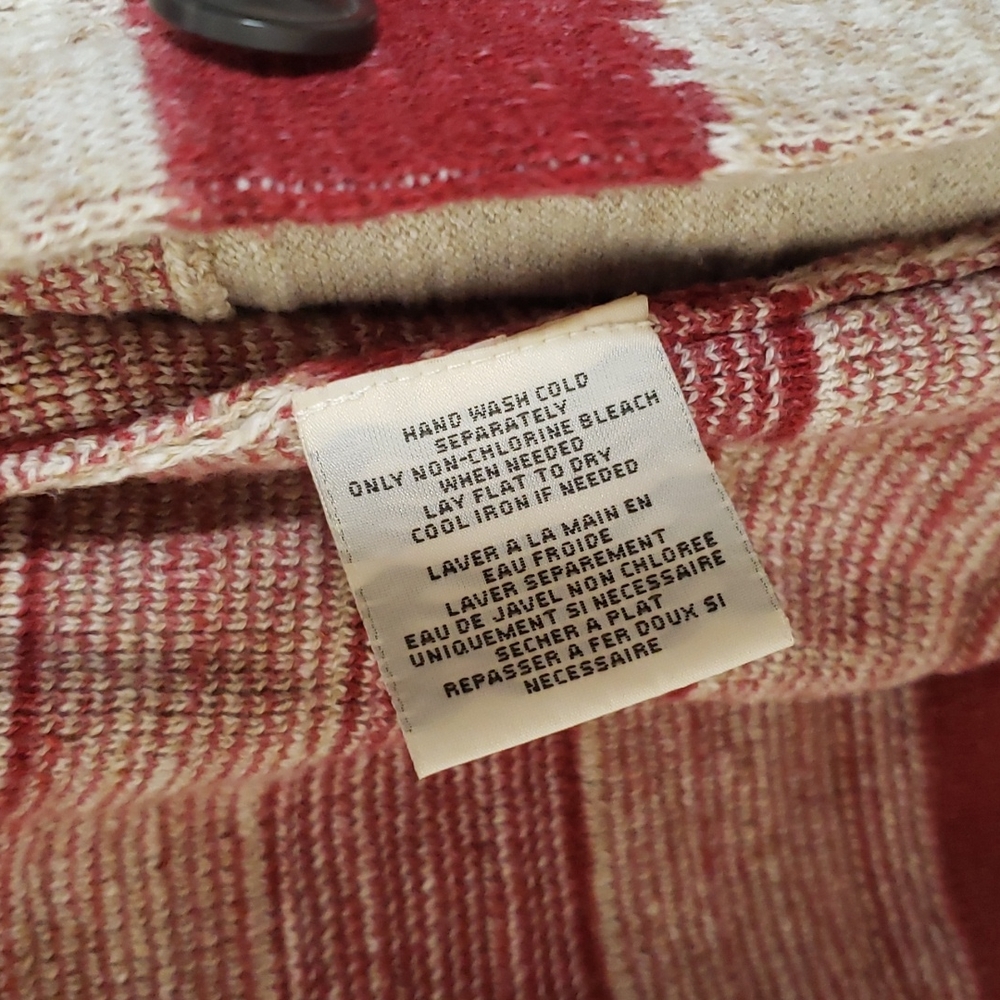 HAND WASH COLD
SEPARATELY
ONLY NON-CHLORINE BLEACH
WHEN NEEDED
LAY FLAT TO DRY
COOL IRON IF NEEDED
LAVER A LA MAIN EN
EAU FROIDE
LAVER SEPAREMENT
EAU DE JAVEL NON CHLOREE
UNIQUEMENT SI NECESSAIRE
SECHER A PLAT
REPASSER A FER DOUX SI
NECESSAIRE